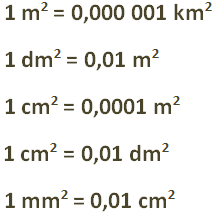 1 m² = 0,000 001 km²
1 dm² = 0,01 m²
1 cm² = 0,0001 m²
1 cm² = 0,01 dm²
1 mm² = 0,01 cm²